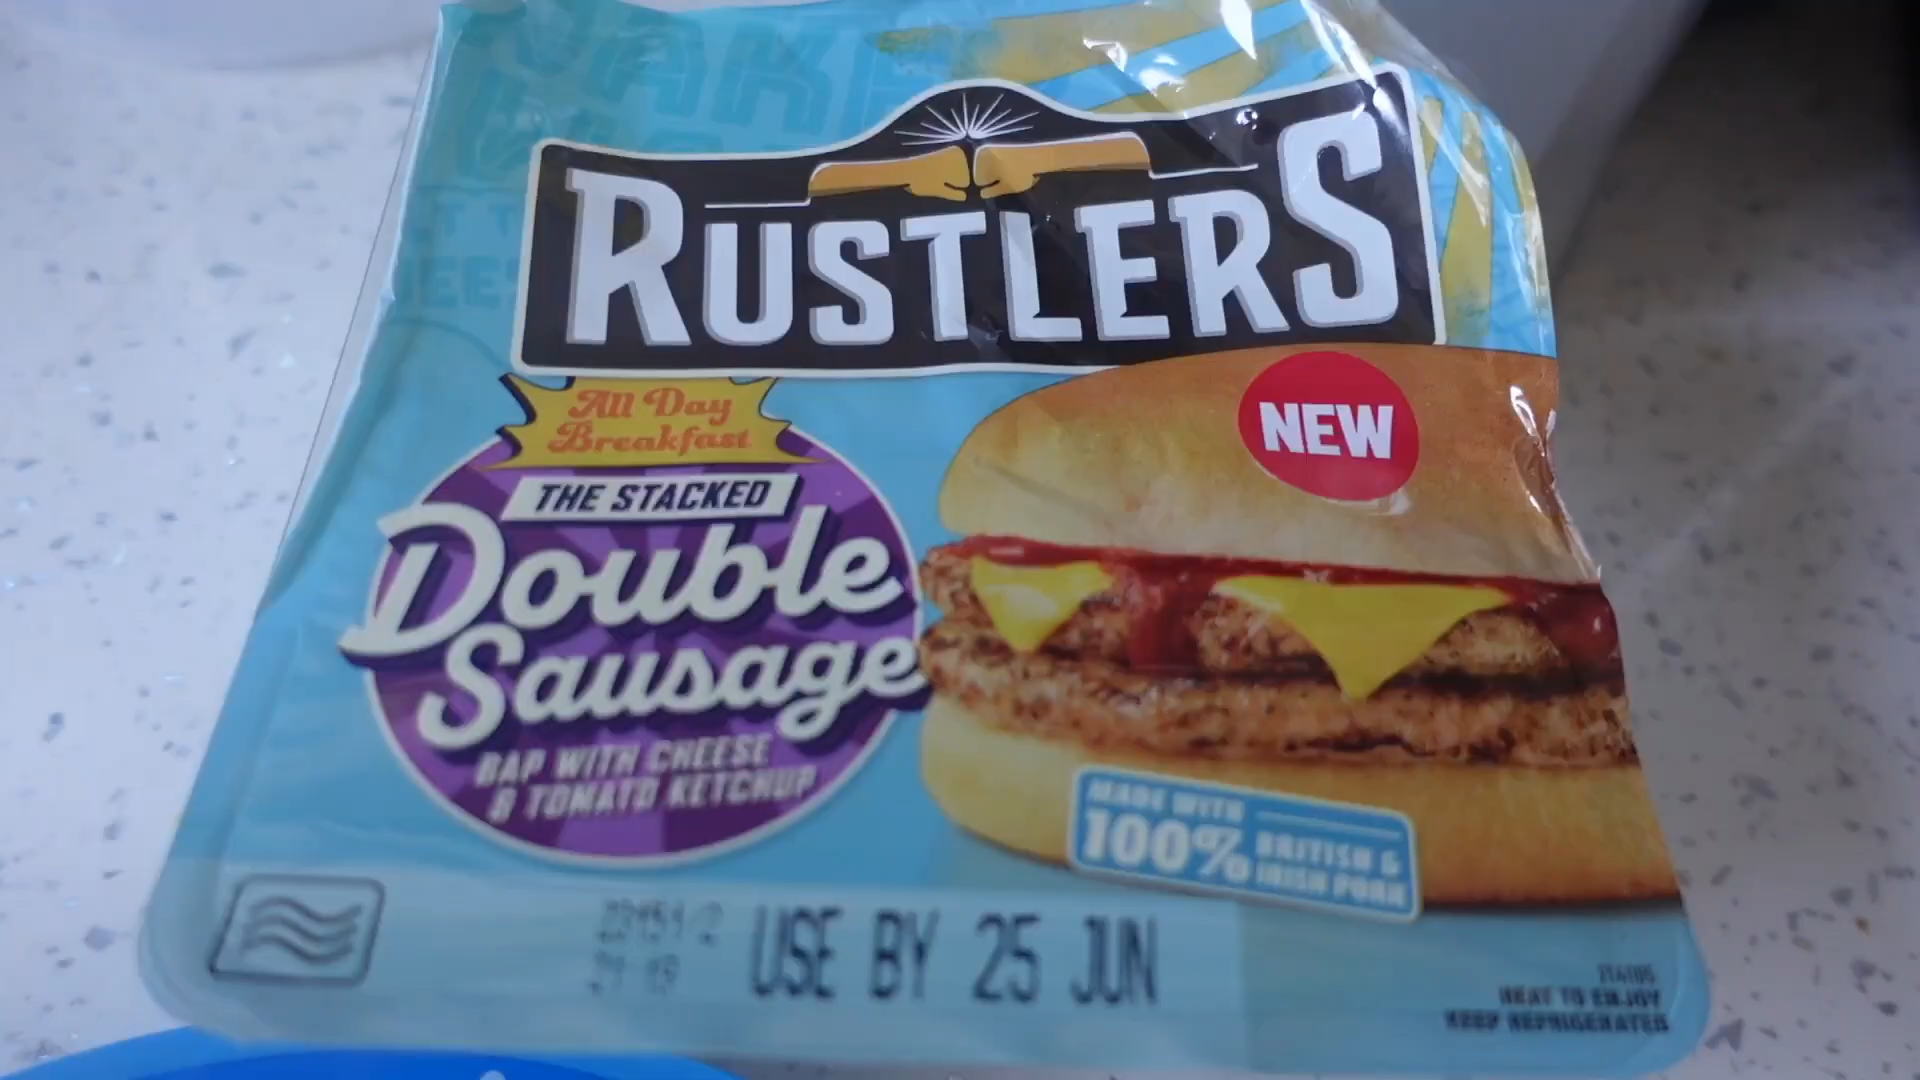 RUSTLERS
NEW
All Day
Breakfast
THE STACKED
Double
Sausage
BAP WITH CHEESE
& TOMATO KETCHUP
MADE WITH
100% BRITISH &
IRISH PORK
USE BY 25 JUN
HEAT TO ENJOY
KEEP REFRIGERATED